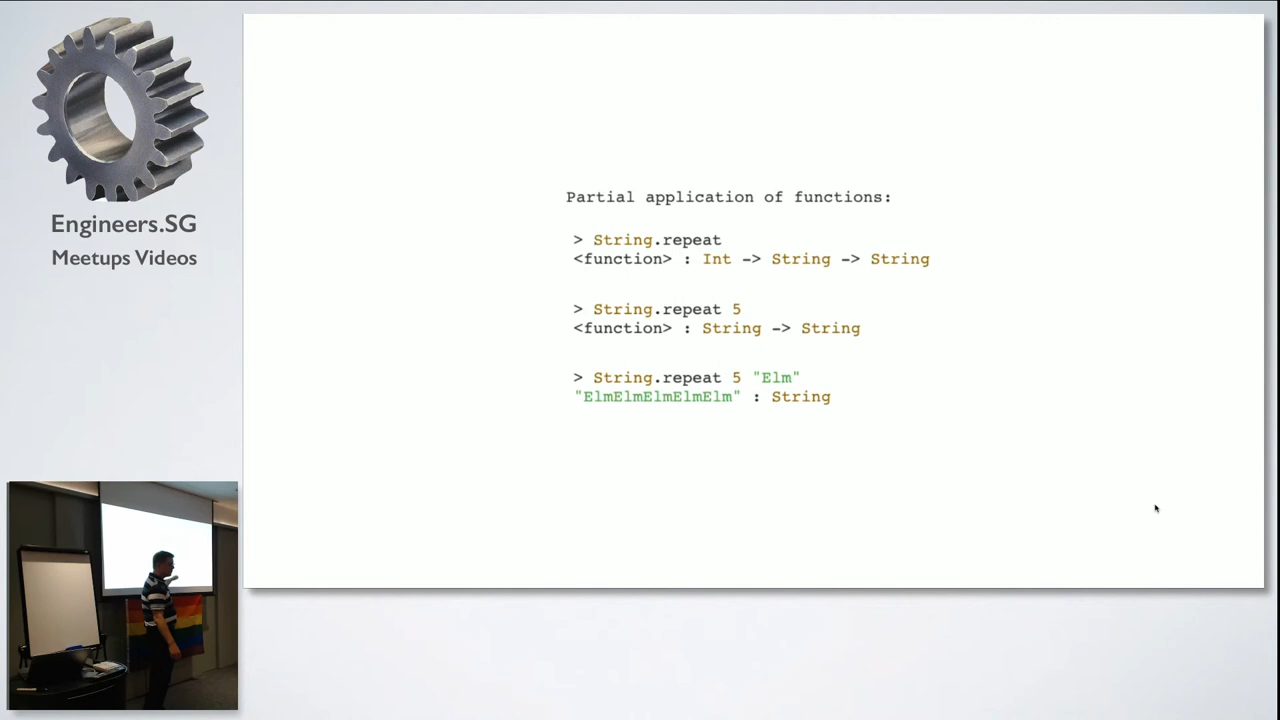 Engineers.SG
Meetups Videos
Partial application of functions:
> String.repeat
<function> : Int -> String -> String
> String.repeat 5
<function> : String -> String
> String.repeat 5 "Elm"
"ElmElmElmElmElm" : String